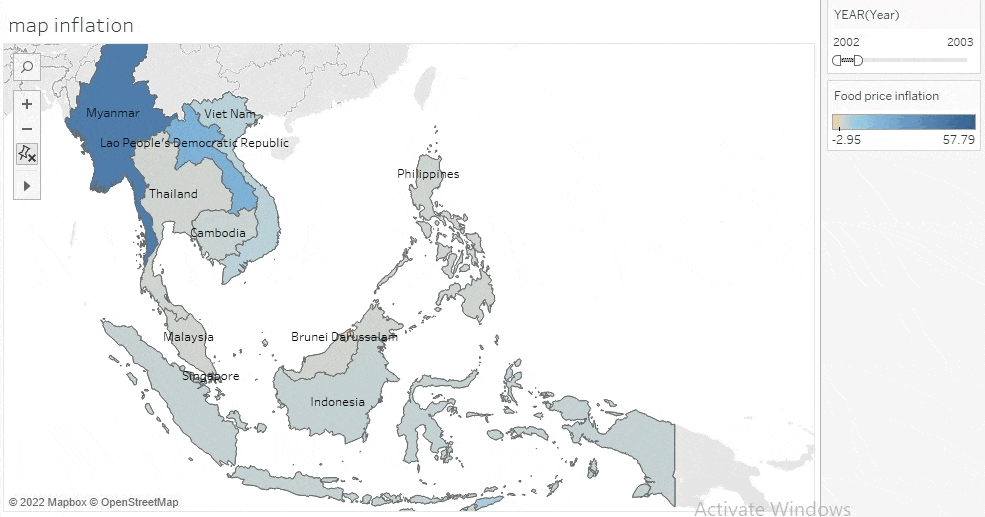 map inflation
YEAR(Year)
2002 2003
Food price inflation
-2.95 57.79
Myanmar
Viet Nam
Lao People's Democratic Republic
Thailand
Philippines
Cambodia
Malaysia
Brunei Darussalam
Singapore
Indonesia
© 2022 Mapbox © OpenStreetMap
Activate Windows